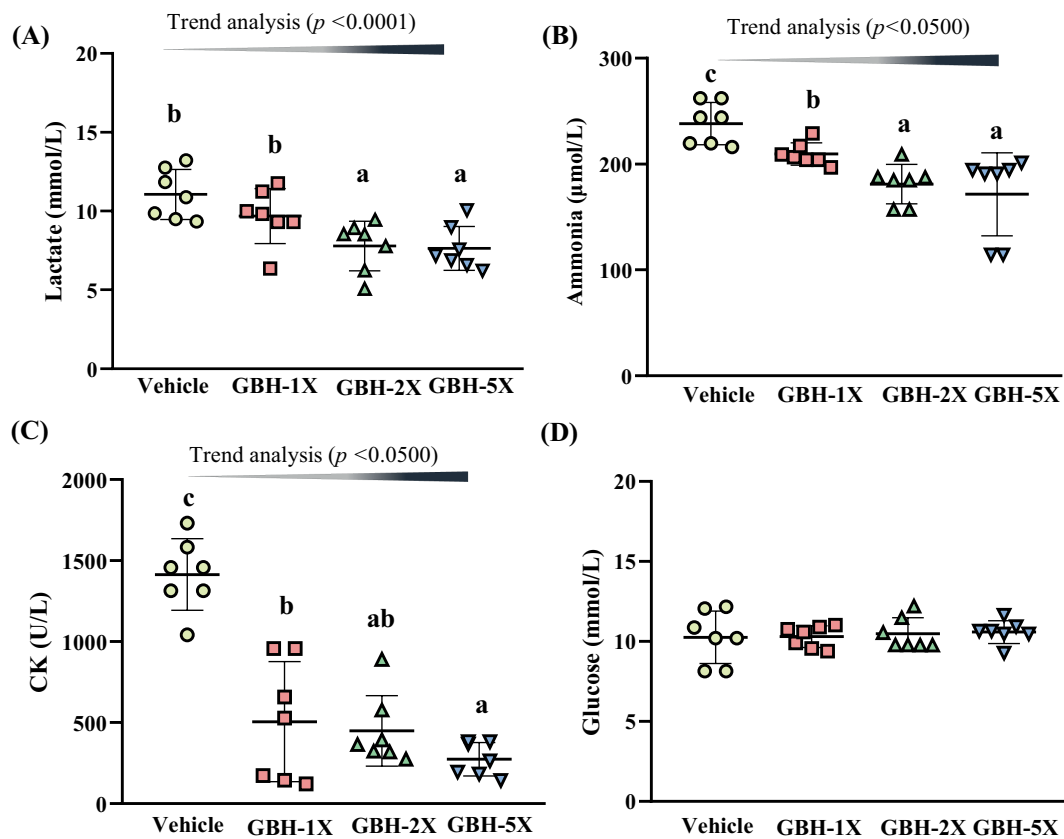 (A)
Trend analysis (p <0.0001)
Lactate (mmol/L)
20
15
10
5
0
b
b
a
a
Vehicle
GBH-1X
GBH-2X
GBH-5X
(B)
Trend analysis (p<0.0500)
Ammonia (μmol/L)
300
200
100
0
c
b
a
a
Vehicle
GBH-1X
GBH-2X
GBH-5X
(C)
Trend analysis (p <0.0500)
CK (U/L)
2000
1500
1000
500
0
c
b
ab
a
Vehicle
GBH-1X
GBH-2X
GBH-5X
(D)
Glucose (mmol/L)
20
15
10
5
0
Vehicle
GBH-1X
GBH-2X
GBH-5X